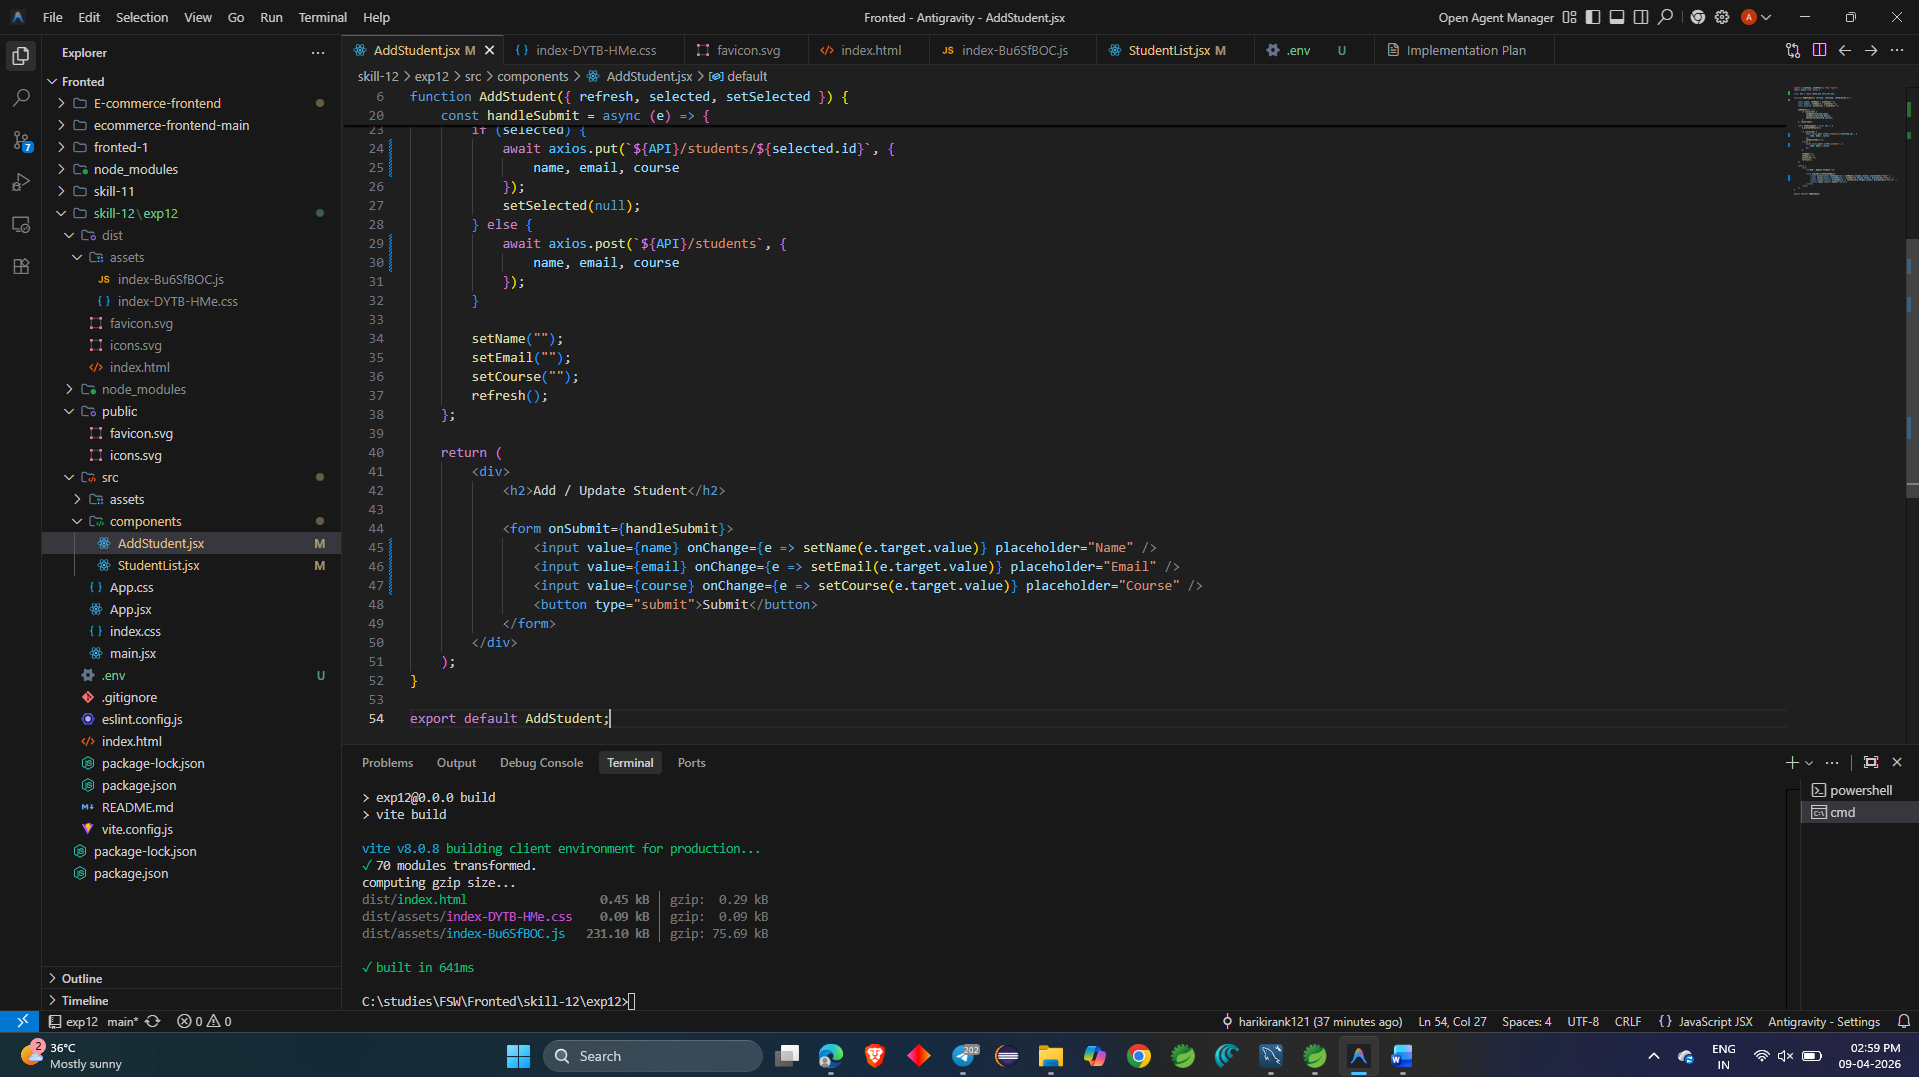 File Edit Selection View Go Run Terminal Help
Fronted - Antigravity - AddStudent.jsx
Open Agent Manager
A
Explorer
Fronted
E-commerce-frontend
ecommerce-frontend-main
fronted-1
node_modules
skill-11
skill-12\exp12
dist
assets
JS index-Bu6SfBOC.js
{ } index-DYTB-HMe.css
favicon.svg
icons.svg
</> index.html
node_modules
public
favicon.svg
icons.svg
src
assets
components
AddStudent.jsx M
StudentList.jsx M
{ } App.css
App.jsx
{ } index.css
main.jsx
.env U
.gitignore
eslint.config.js
</> index.html
package-lock.json
package.json
README.md
vite.config.js
package-lock.json
package.json
Outline
Timeline
7
AddStudent.jsx M
{ } index-DYTB-HMe.css
favicon.svg
</> index.html
JS index-Bu6SfBOC.js
StudentList.jsx M
.env U
Implementation Plan
skill-12 > exp12 > src > components > AddStudent.jsx > default
6 function AddStudent({ refresh, selected, setSelected }) {
20 const handleSubmit = async (e) => {
23 if (selected) {
24 await axios.put(`${API}/students/${selected.id}`, {
25 name, email, course
26 });
27 setSelected(null);
28 } else {
29 await axios.post(`${API}/students`, {
30 name, email, course
31 });
32 }
33
34 setName("");
35 setEmail("");
36 setCourse("");
37 refresh();
38 };
39
40 return (
41 <div>
42 <h2>Add / Update Student</h2>
43
44 <form onSubmit={handleSubmit}>
45 <input value={name} onChange={e => setName(e.target.value)} placeholder="Name" />
46 <input value={email} onChange={e => setEmail(e.target.value)} placeholder="Email" />
47 <input value={course} onChange={e => setCourse(e.target.value)} placeholder="Course" />
48 <button type="submit">Submit</button>
49 </form>
50 </div>
51 );
52 }
53
54 export default AddStudent;
Problems Output Debug Console Terminal Ports
> exp12@0.0.0 build
> vite build
vite v8.0.8 building client environment for production...
✓ 70 modules transformed.
computing gzip size...
dist/index.html 0.45 kB │ gzip: 0.29 kB
dist/assets/index-DYTB-HMe.css 0.09 kB │ gzip: 0.09 kB
dist/assets/index-Bu6SfBOC.js 231.10 kB │ gzip: 75.69 kB
✓ built in 641ms
C:\studies\FSW\Fronted\skill-12\exp12>
powershell
cmd
exp12 main* 0 0
harikirank121 (37 minutes ago) Ln 54, Col 27 Spaces: 4 UTF-8 CRLF { } JavaScript JSX Antigravity - Settings
2
36°C
Mostly sunny
Search
202
W
ENG
IN
02:59 PM
09-04-2026